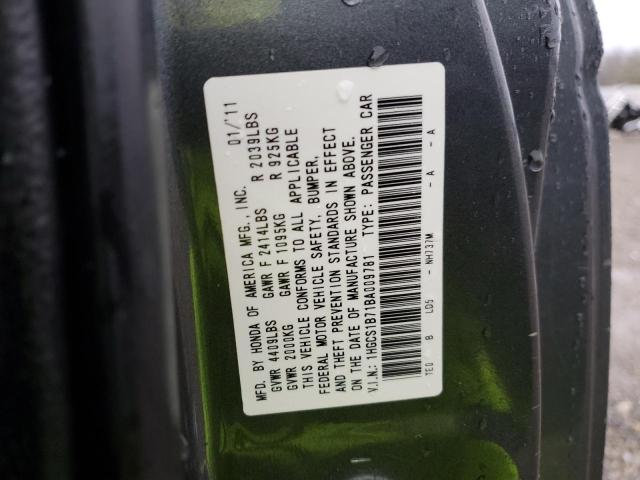 MFD. BY HONDA OF AMERICA MFG., INC. 01/'11
GVWR 4409LBS GAWR F 2414LBS R 2039LBS
GVWR 2000KG GAWR F 1095KG R 925KG
THIS VEHICLE CONFORMS TO ALL APPLICABLE
FEDERAL MOTOR VEHICLE SAFETY, BUMPER,
AND THEFT PREVENTION STANDARDS IN EFFECT
ON THE DATE OF MANUFACTURE SHOWN ABOVE.
V.I.N.: 1HGCS1B71BA009781 TYPE: PASSENGER CAR
TE0 B LD5 - NH737M - A - A